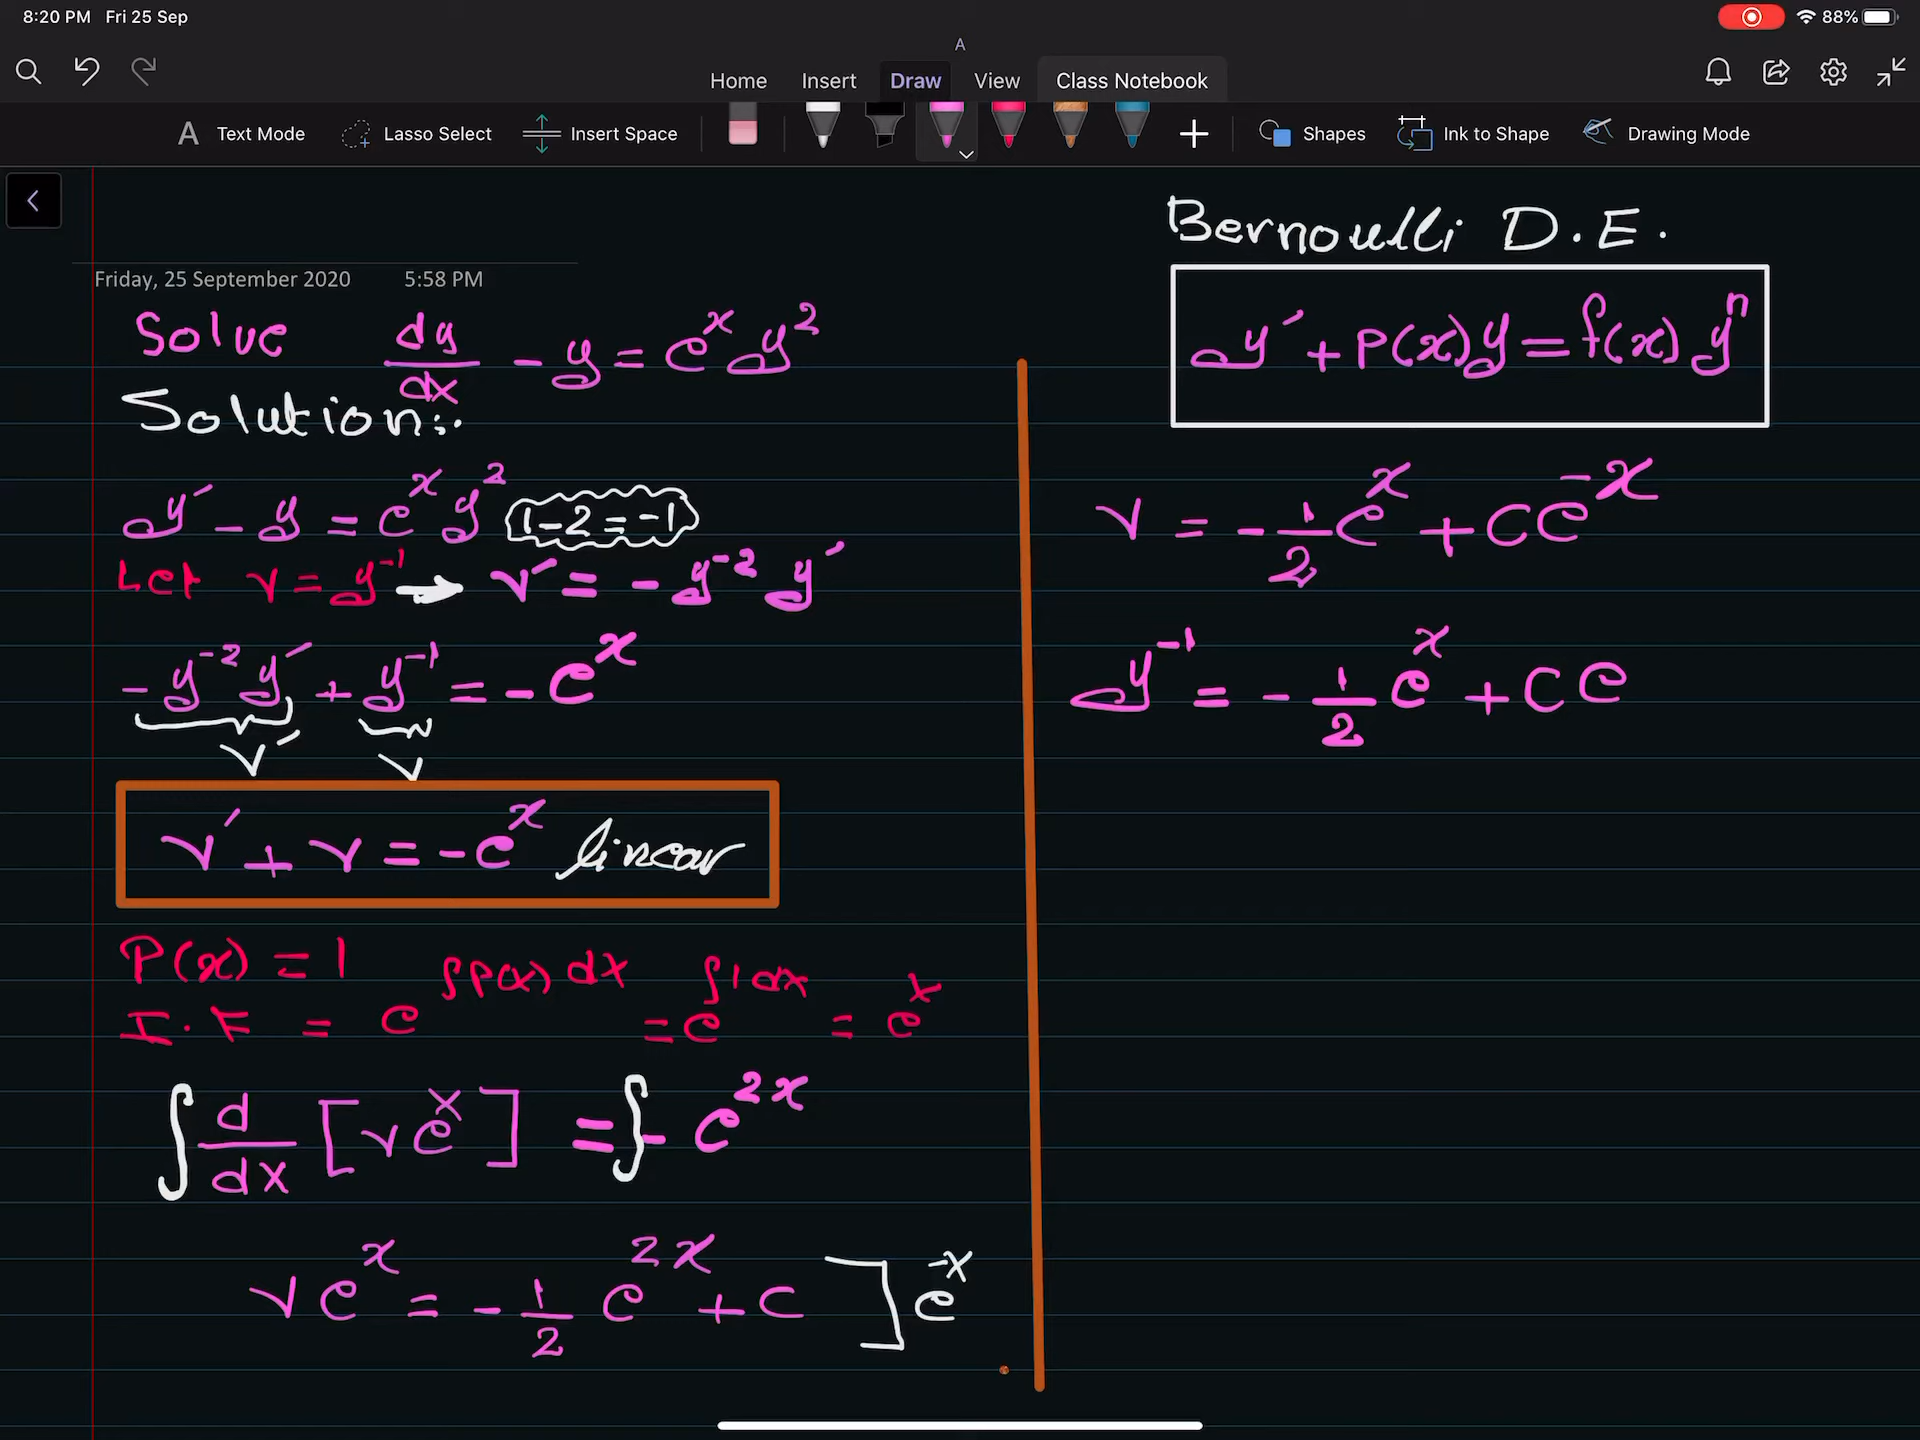 8:20 PM Fri 25 Sep
88%
A
Home Insert Draw View Class Notebook
A Text Mode Lasso Select Insert Space Shapes Ink to Shape Drawing Mode
Friday, 25 September 2020 5:58 PM
Solve dy/dx - y = e^x y^2
Solution:.
y′ - y = e^x y^2 (1-2 = -1)
Let v = y^-1 → v′ = - y^-2 y′
- y^-2 y′ + y^-1 = - e^x
v′ v
v′ + v = - e^x linear
P(x) = 1
I.F = e^∫P(x) dx = e^∫1 dx = e^x
∫ d/dx [v e^x] = ∫ - e^2x
v e^x = - 1/2 e^2x + C ] e^-x
Bernoulli D.E.
y′ + P(x)y = f(x) y^n
v = - 1/2 e^x + C e^-x
y^-1 = - 1/2 e^x + C e